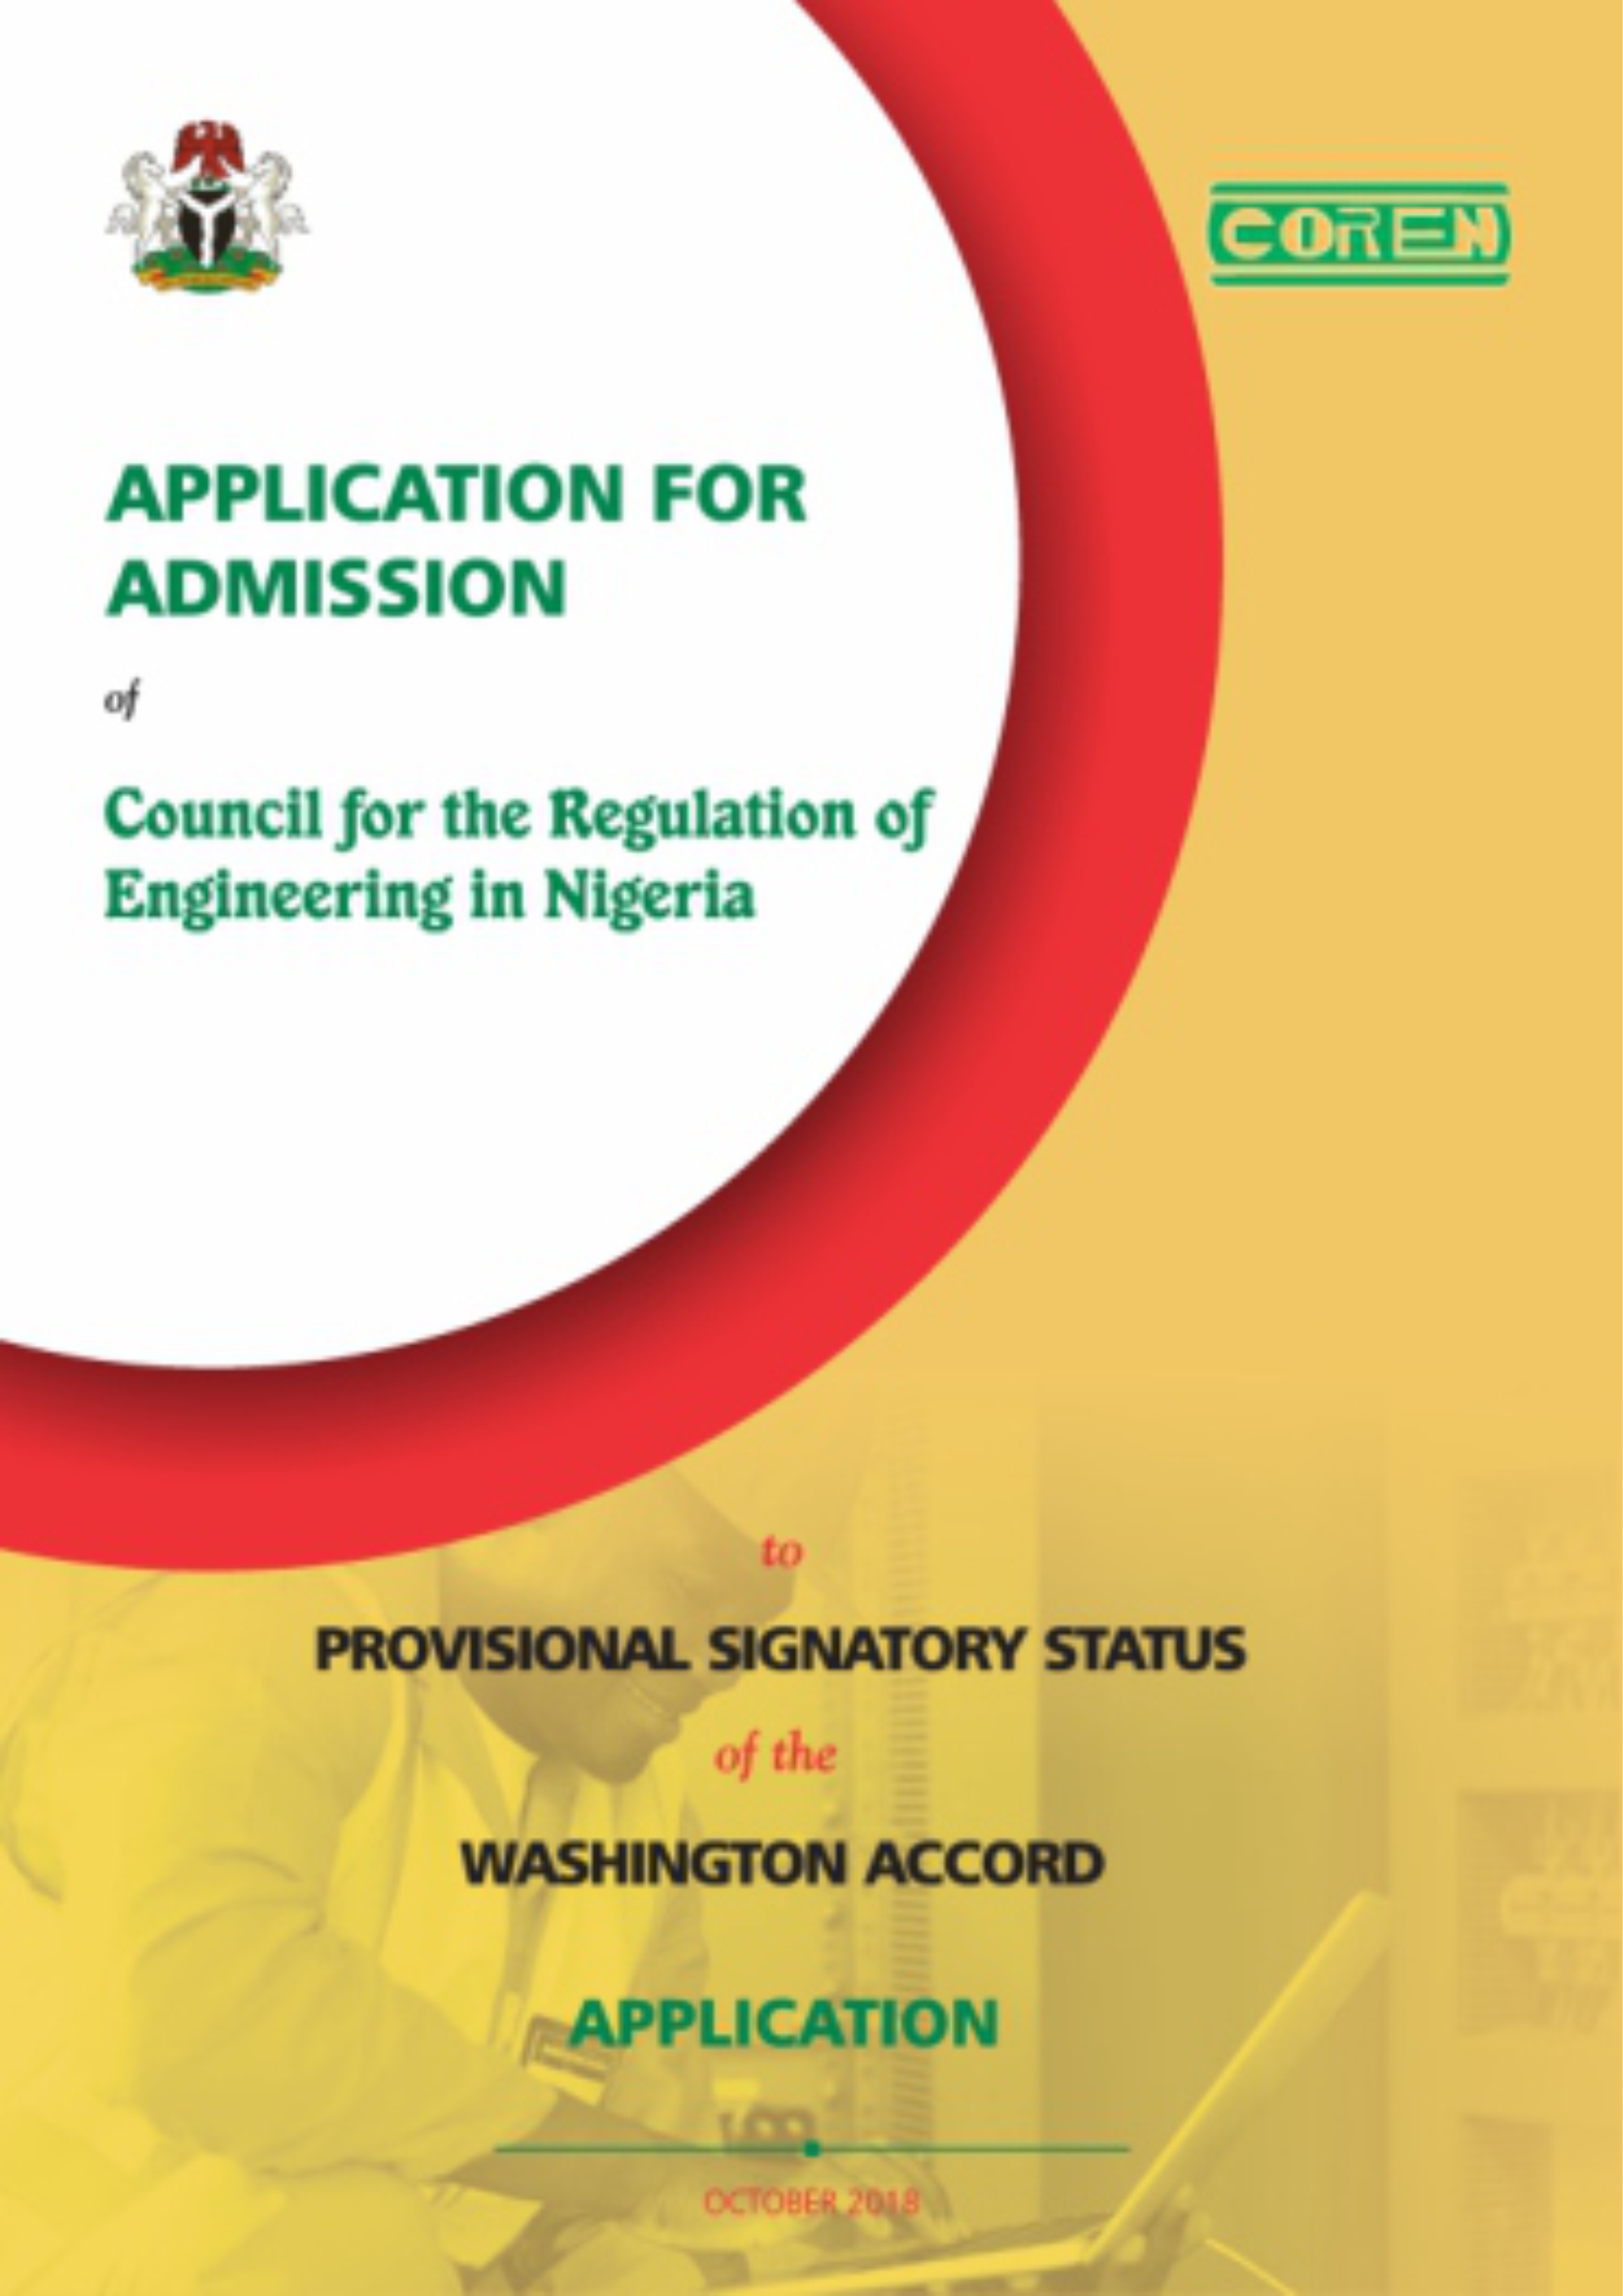 COREN
APPLICATION FOR
ADMISSION
of
Council for the Regulation of
Engineering in Nigeria
to
PROVISIONAL SIGNATORY STATUS
of the
WASHINGTON ACCORD
APPLICATION
OCTOBER 2018